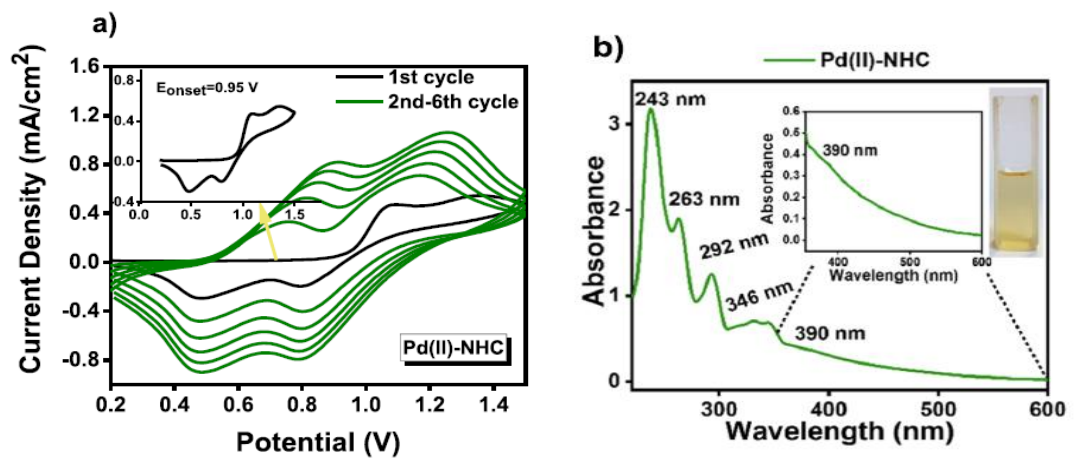 a)
Current Density (mA/cm²)
1.6
1.2
0.8
0.4
0.0
-0.4
-0.8
0.2 0.4 0.6 0.8 1.0 1.2 1.4
Potential (V)
1st cycle
2nd-6th cycle
Eonset=0.95 V
0.8
0.4
0.0
0.4
0.0 0.5 1.0 1.5
Pd(II)-NHC
b)
Pd(II)-NHC
Absorbance
3
2
1
0
300 400 500 600
Wavelength (nm)
243 nm
263 nm
292 nm
346 nm
390 nm
Absorbance
0.6
0.5
0.4
0.3
0.2
0.1
0.0
390 nm
400 500 600
Wavelength (nm)